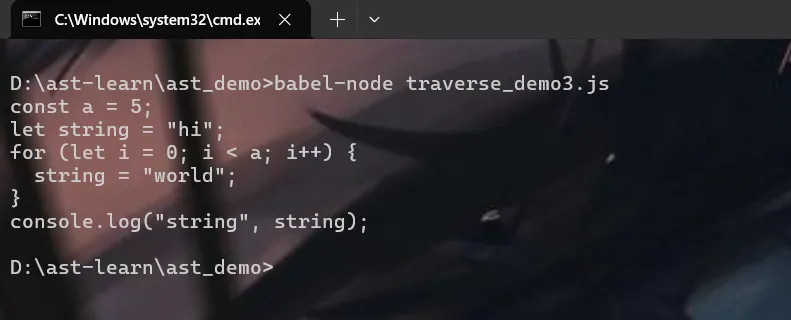 C:\Windows\system32\cmd.ex
D:\ast-learn\ast_demo>babel-node traverse_demo3.js
const a = 5;
let string = "hi";
for (let i = 0; i < a; i++) {
  string = "world";
}
console.log("string", string);
D:\ast-learn\ast_demo>